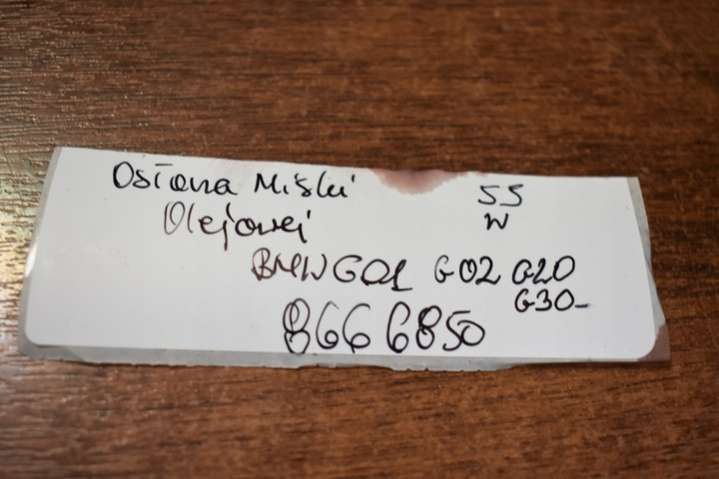 Osłona Miski 55
Olejowej W
BMW G01 G02 G20
G30-
8666850